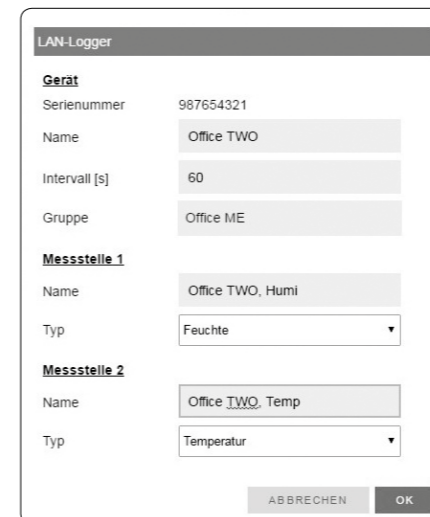 LAN-Logger
Gerät
Serienummer 987654321
Name Office TWO
Intervall [s] 60
Gruppe Office ME
Messstelle 1
Name Office TWO, Humi
Typ Feuchte
Messstelle 2
Name Office TWO, Temp
Typ Temperatur
ABBRECHEN OK